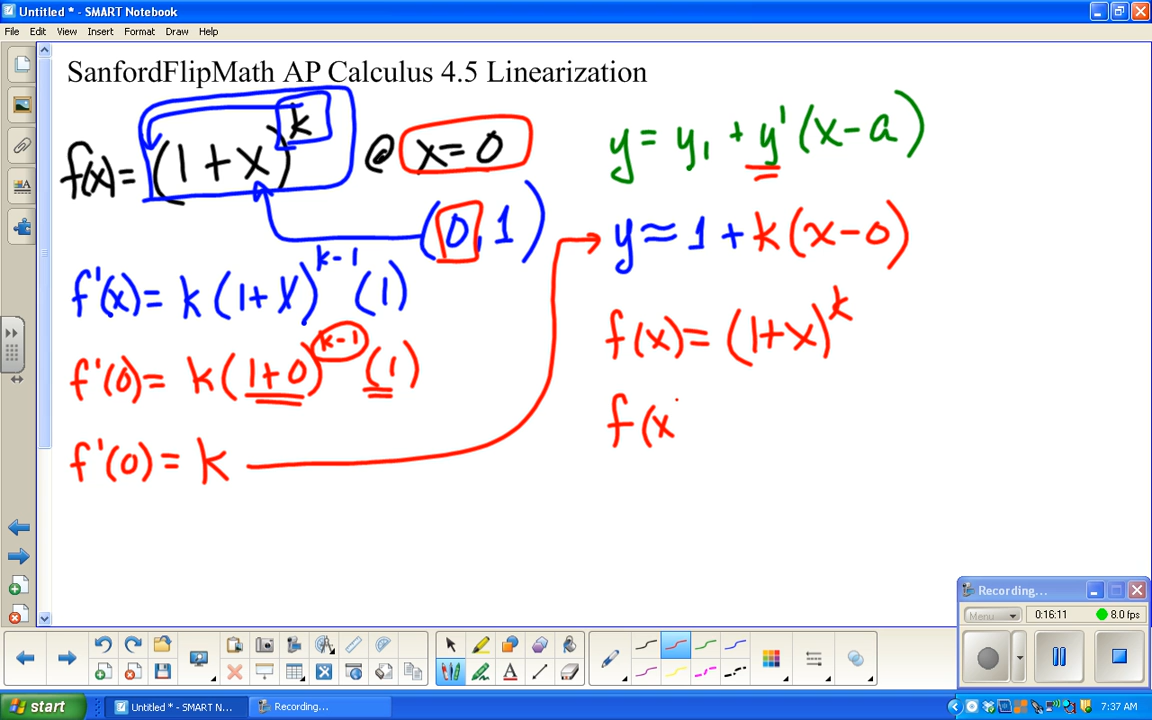 Untitled * - SMART Notebook
File Edit View Insert Format Draw Help
SanfordFlipMath AP Calculus 4.5 Linearization
f(x)= (1+x)^k @ x=0
(0,1)
f'(x)= k(1+x)^k-1 (1)
f'(0)= k(1+0)^k-1 (1)
f'(0)= k
y= y₁ + y'(x-a)
y≈ 1+k(x-0)
f(x)= (1+x)^k
f(x
Recording...
Menu
0:16:11
8.0 fps
start
Untitled * - SMART N...
Recording...
7:37 AM